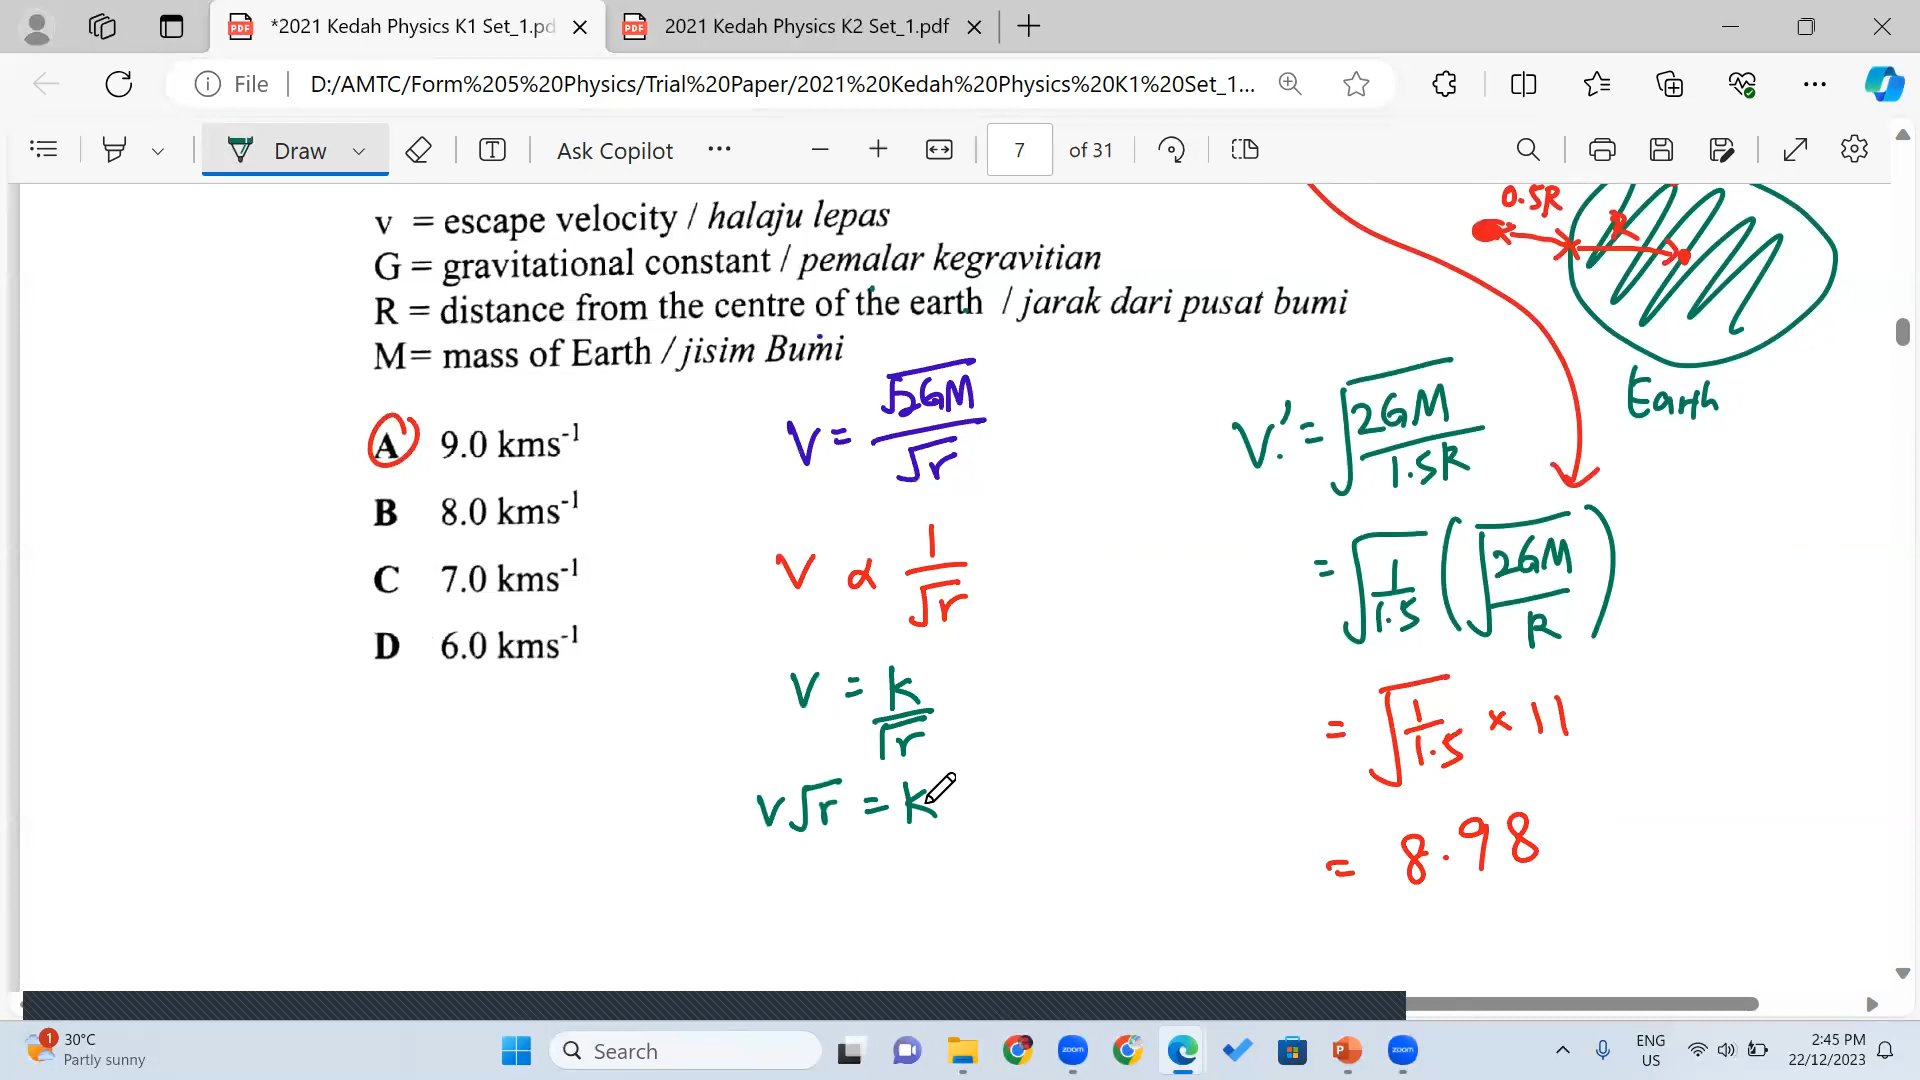 *2021 Kedah Physics K1 Set_1.pd
2021 Kedah Physics K2 Set_1.pdf
File
D:/AMTC/Form%205%20Physics/Trial%20Paper/2021%20Kedah%20Physics%20K1%20Set_1...
Draw
Ask Copilot
7 of 31
v = escape velocity / halaju lepas
G = gravitational constant / pemalar kegravitian
R = distance from the centre of the earth / jarak dari pusat bumi
M= mass of Earth / jisim Bumi
A 9.0 kms⁻¹
B 8.0 kms⁻¹
C 7.0 kms⁻¹
D 6.0 kms⁻¹
V = √2GM / √r
V α 1 / √r
V = k / √r
v√r = k
0.5R
R
Earth
V' = √(2GM / 1.5R)
= √(1 / 1.5) (√(2GM / R))
= √(1 / 1.5) × 11
= 8.98
1
30°C
Partly sunny
Search
zoom
zoom
ENG
US
2:45 PM
22/12/2023